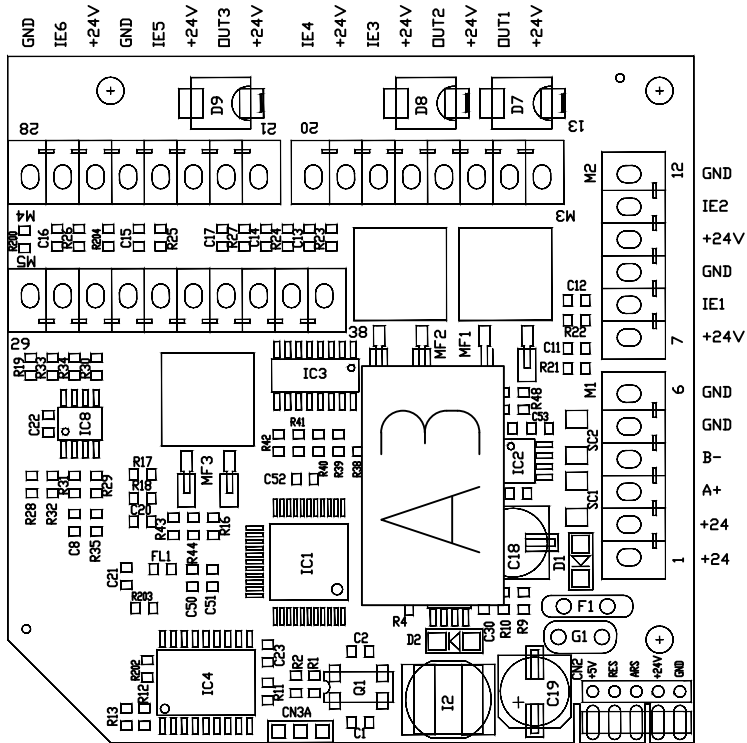 GND IE6 +24V GND IE5 +24V OUT3 +24V IE4 +24V IE3 +24V OUT2 +24V OUT1 +24V
D9 D8 D7
28 21 20 13
M4 M3 M2 12
GND
IE2
+24V
GND
IE1
+24V
7
R200 C16 R26 R204 C15 R25 C17 R27 C14 R24 C13 R23
M5
C12
R22
C11
R21
29 38 MF2 MF1
R19 R33 R34 R30
IC3
M1 6
GND
GND
B-
A+
+24
+24
1
C22 IC8
R48
C53
SC2
IC2
SC1
R42 R41 R40 R39 R38
C52
AB
MF3
R17
R18
C20
R28 R32 R31 R29
C8 R35
R43 R44 R16
FL1
C21
R203
C50 C51
IC1
C18
D1
F1
G1
R4 C30 R10 R9
D2
CN2
+5V RES ARS +24V GND
R202 R12 R13
IC4
C23
R11
R2 R1
C2
Q1
C1
CN3A
I2
C19
+